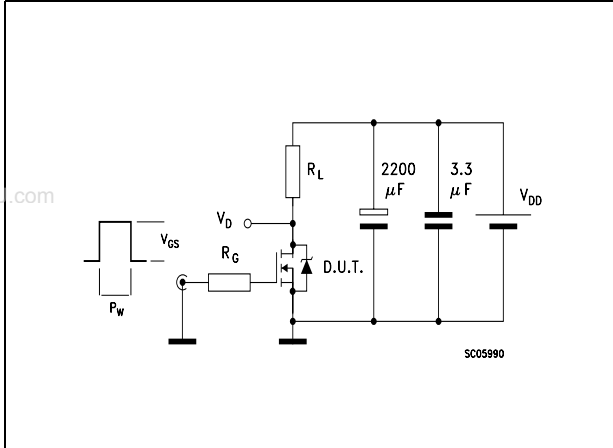 R_L
2200 μF
3.3 μF
V_DD
.com
V_D
V_GS
R_G
D.U.T.
P_W
SC05990